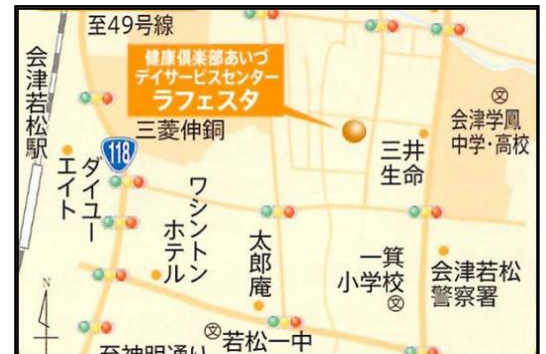 至49号線
健康倶楽部あいづ
デイサービスセンター
ラフェスタ
会津若松駅
三菱伸銅
118
ダイユー
エイト
ワシントン
ホテル
太郎庵
三井
生命
文
会津学鳳
中学・高校
一箕
小学校
文
会津若松
警察署
N
文
若松一中
至神明通り